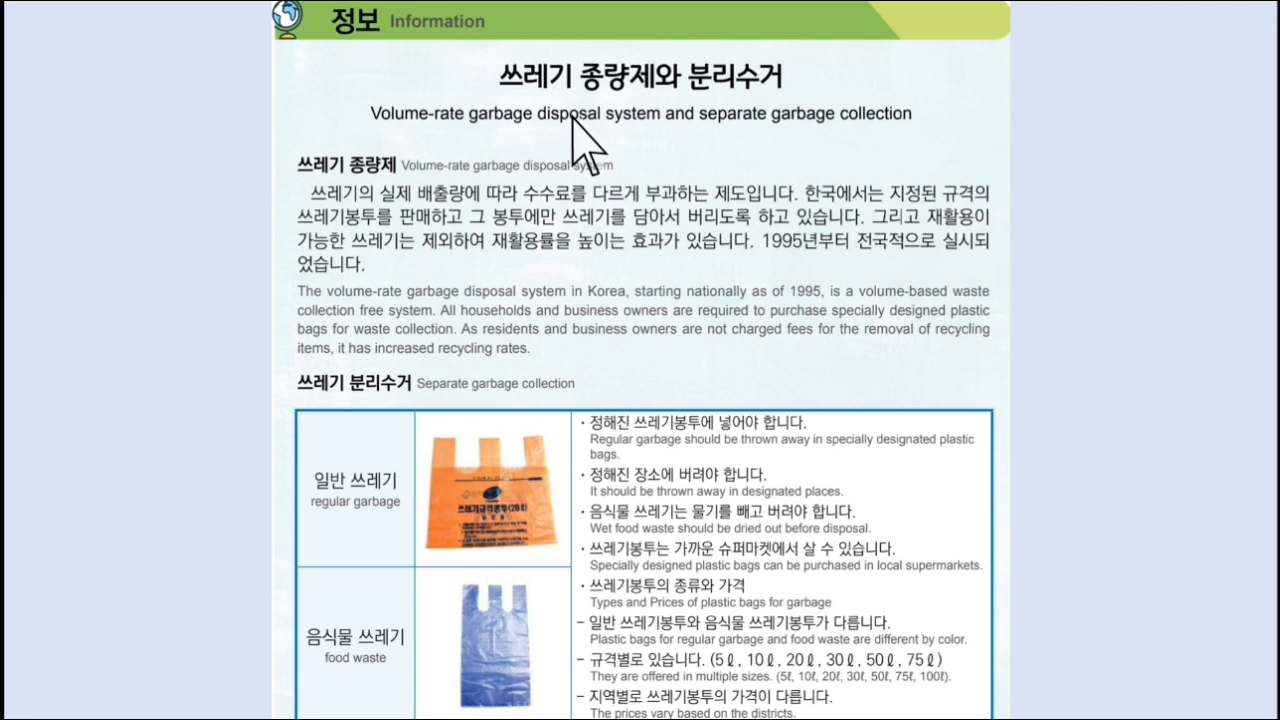 정보 Information
쓰레기 종량제와 분리수거
Volume-rate garbage disposal system and separate garbage collection
쓰레기 종량제 Volume-rate garbage disposal system
쓰레기의 실제 배출량에 따라 수수료를 다르게 부과하는 제도입니다. 한국에서는 지정된 규격의
쓰레기봉투를 판매하고 그 봉투에만 쓰레기를 담아서 버리도록 하고 있습니다. 그리고 재활용이
가능한 쓰레기는 제외하여 재활용률을 높이는 효과가 있습니다. 1995년부터 전국적으로 실시되
었습니다.
The volume-rate garbage disposal system in Korea, starting nationally as of 1995, is a volume-based waste
collection free system. All households and business owners are required to purchase specially designed plastic
bags for waste collection. As residents and business owners are not charged fees for the removal of recycling
items, it has increased recycling rates.
쓰레기 분리수거 Separate garbage collection
일반 쓰레기
regular garbage
쓰레기규격봉투(20ℓ)
음식물 쓰레기
food waste
· 정해진 쓰레기봉투에 넣어야 합니다.
Regular garbage should be thrown away in specially designated plastic
bags.
· 정해진 장소에 버려야 합니다.
It should be thrown away in designated places.
· 음식물 쓰레기는 물기를 빼고 버려야 합니다.
Wet food waste should be dried out before disposal.
· 쓰레기봉투는 가까운 슈퍼마켓에서 살 수 있습니다.
Specially designed plastic bags can be purchased in local supermarkets.
· 쓰레기봉투의 종류와 가격
Types and Prices of plastic bags for garbage
- 일반 쓰레기봉투와 음식물 쓰레기봉투가 다릅니다.
Plastic bags for regular garbage and food waste are different by color.
- 규격별로 있습니다. (5ℓ, 10ℓ, 20ℓ, 30ℓ, 50ℓ, 75ℓ)
They are offered in multiple sizes. (5ℓ, 10ℓ, 20ℓ, 30ℓ, 50ℓ, 75ℓ, 100ℓ).
- 지역별로 쓰레기봉투의 가격이 다릅니다.
The prices vary based on the districts.